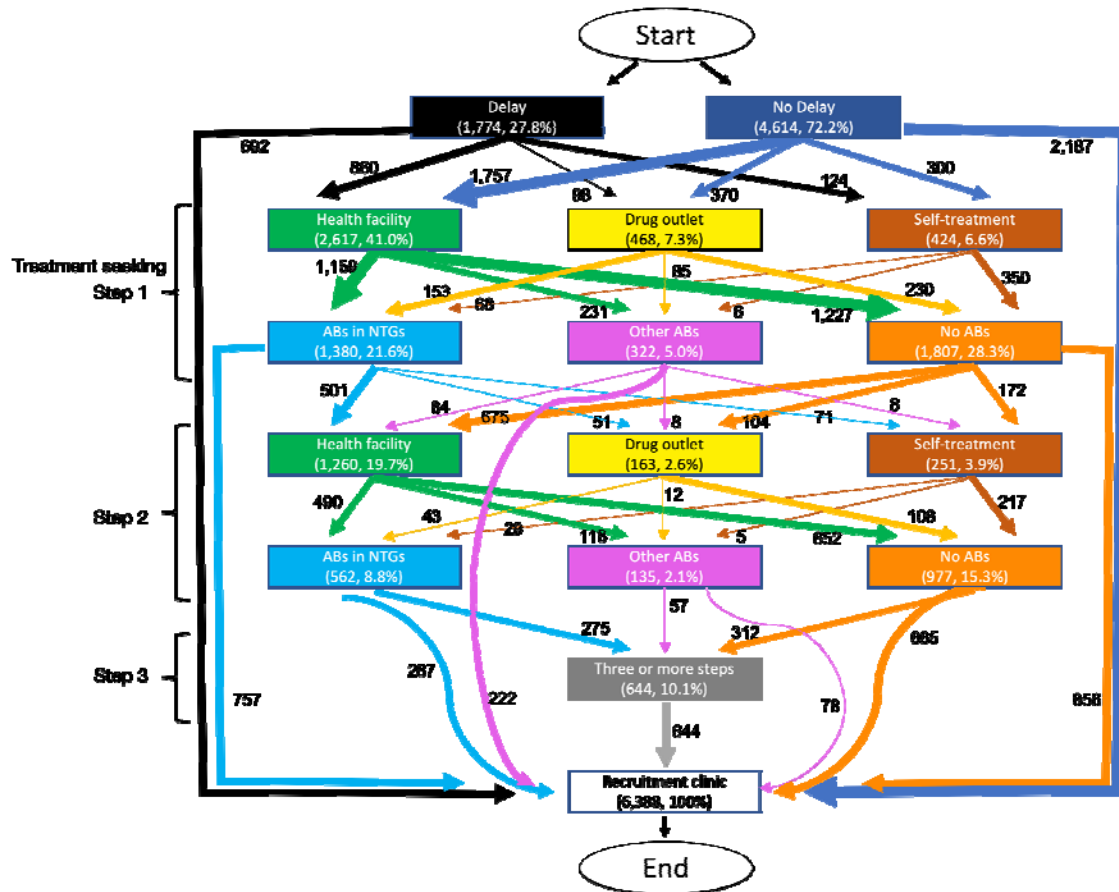 Start
Delay
(1,774, 27.8%)
No Delay
(4,614, 72.2%)
692
2,187
860
1,757
98
370
124
300
Health facility
(2,617, 41.0%)
Drug outlet
(468, 7.3%)
Self-treatment
(424, 6.6%)
Treatment seeking
Step 1
1,159
153
68
231
85
6
1,227
230
350
ABs in NTGs
(1,380, 21.6%)
Other ABs
(322, 5.0%)
No ABs
(1,807, 28.3%)
501
84
675
51
8
104
71
8
172
Health facility
(1,260, 19.7%)
Drug outlet
(163, 2.6%)
Self-treatment
(251, 3.9%)
Step 2
490
43
29
118
12
5
652
108
217
ABs in NTGs
(562, 8.8%)
Other ABs
(135, 2.1%)
No ABs
(977, 15.3%)
275
57
312
665
Step 3
Three or more steps
(644, 10.1%)
757
287
222
78
856
644
Recruitment clinic
(6,388, 100%)
End